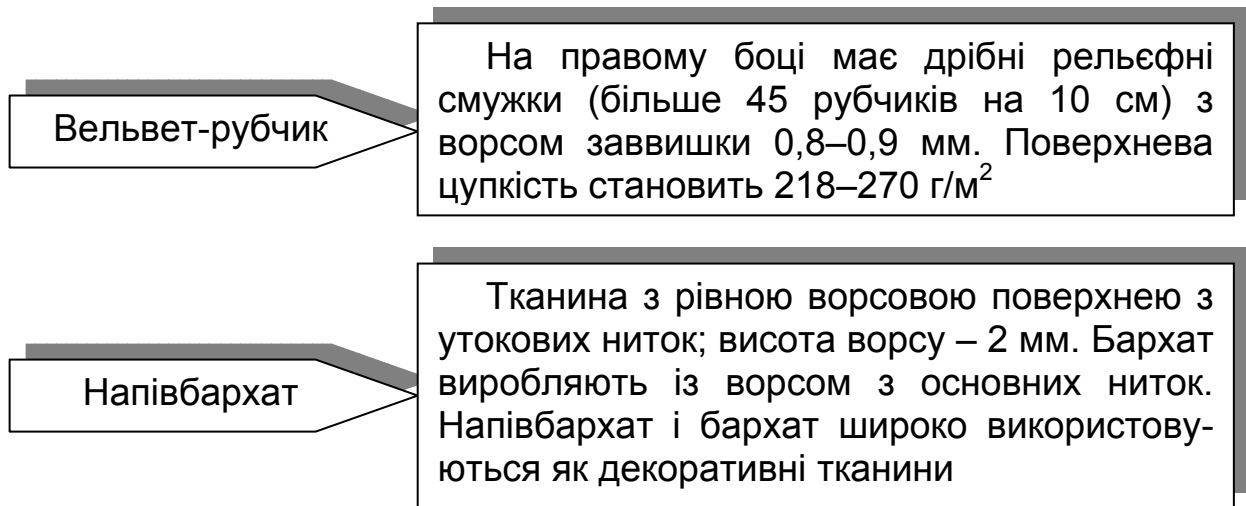 Вельвет-рубчик
На правому боці має дрібні рельєфні
смужки (більше 45 рубчиків на 10 см) з
ворсом заввишки 0,8–0,9 мм. Поверхнева
цупкість становить 218–270 г/м²
Напівбархат
Тканина з рівною ворсовою поверхнею з
утокових ниток; висота ворсу – 2 мм. Бархат
виробляють із ворсом з основних ниток.
Напівбархат і бархат широко використову-
ються як декоративні тканини